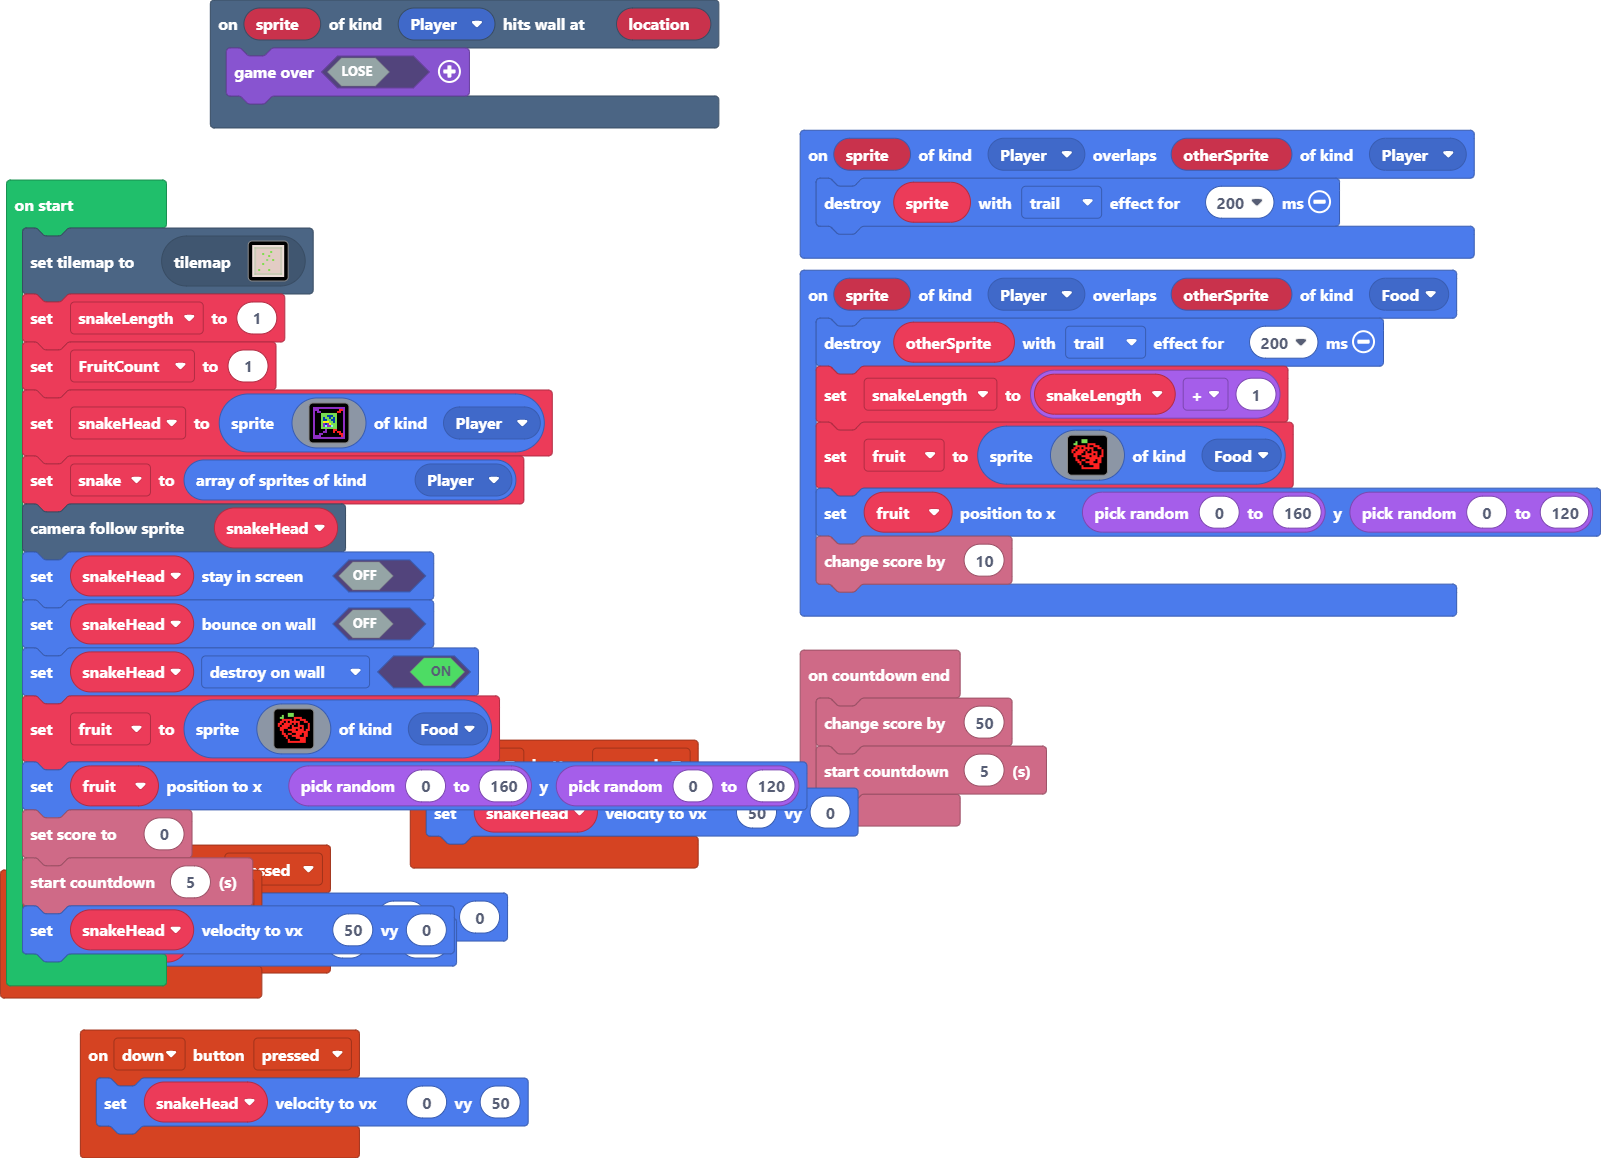 on sprite of kind Player hits wall at location
game over LOSE
on start
set tilemap to tilemap
set snakeLength to 1
set FruitCount to 1
set snakeHead to sprite of kind Player
set snake to array of sprites of kind Player
camera follow sprite snakeHead
set snakeHead stay in screen OFF
set snakeHead bounce on wall OFF
set snakeHead destroy on wall ON
set fruit to sprite of kind Food
set fruit position to x pick random 0 to 160 y pick random 0 to 120
set score to 0
start countdown 5 (s)
set snakeHead velocity to vx 50 vy 0
set snakeHead velocity to vx 50 vy 0
ssed
0
on down button pressed
set snakeHead velocity to vx 0 vy 50
on sprite of kind Player overlaps otherSprite of kind Player
destroy sprite with trail effect for 200 ms
on sprite of kind Player overlaps otherSprite of kind Food
destroy otherSprite with trail effect for 200 ms
set snakeLength to snakeLength + 1
set fruit to sprite of kind Food
set fruit position to x pick random 0 to 160 y pick random 0 to 120
change score by 10
on countdown end
change score by 50
start countdown 5 (s)